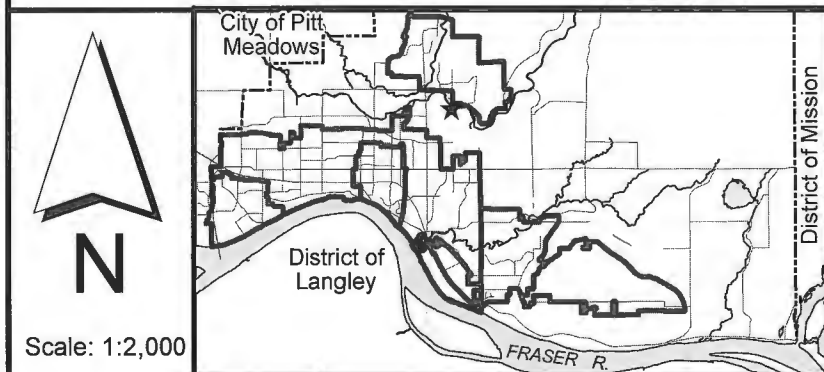 City of Pitt
Meadows
District of Mission
District of
Langley
FRASER R.
N
Scale: 1:2,000